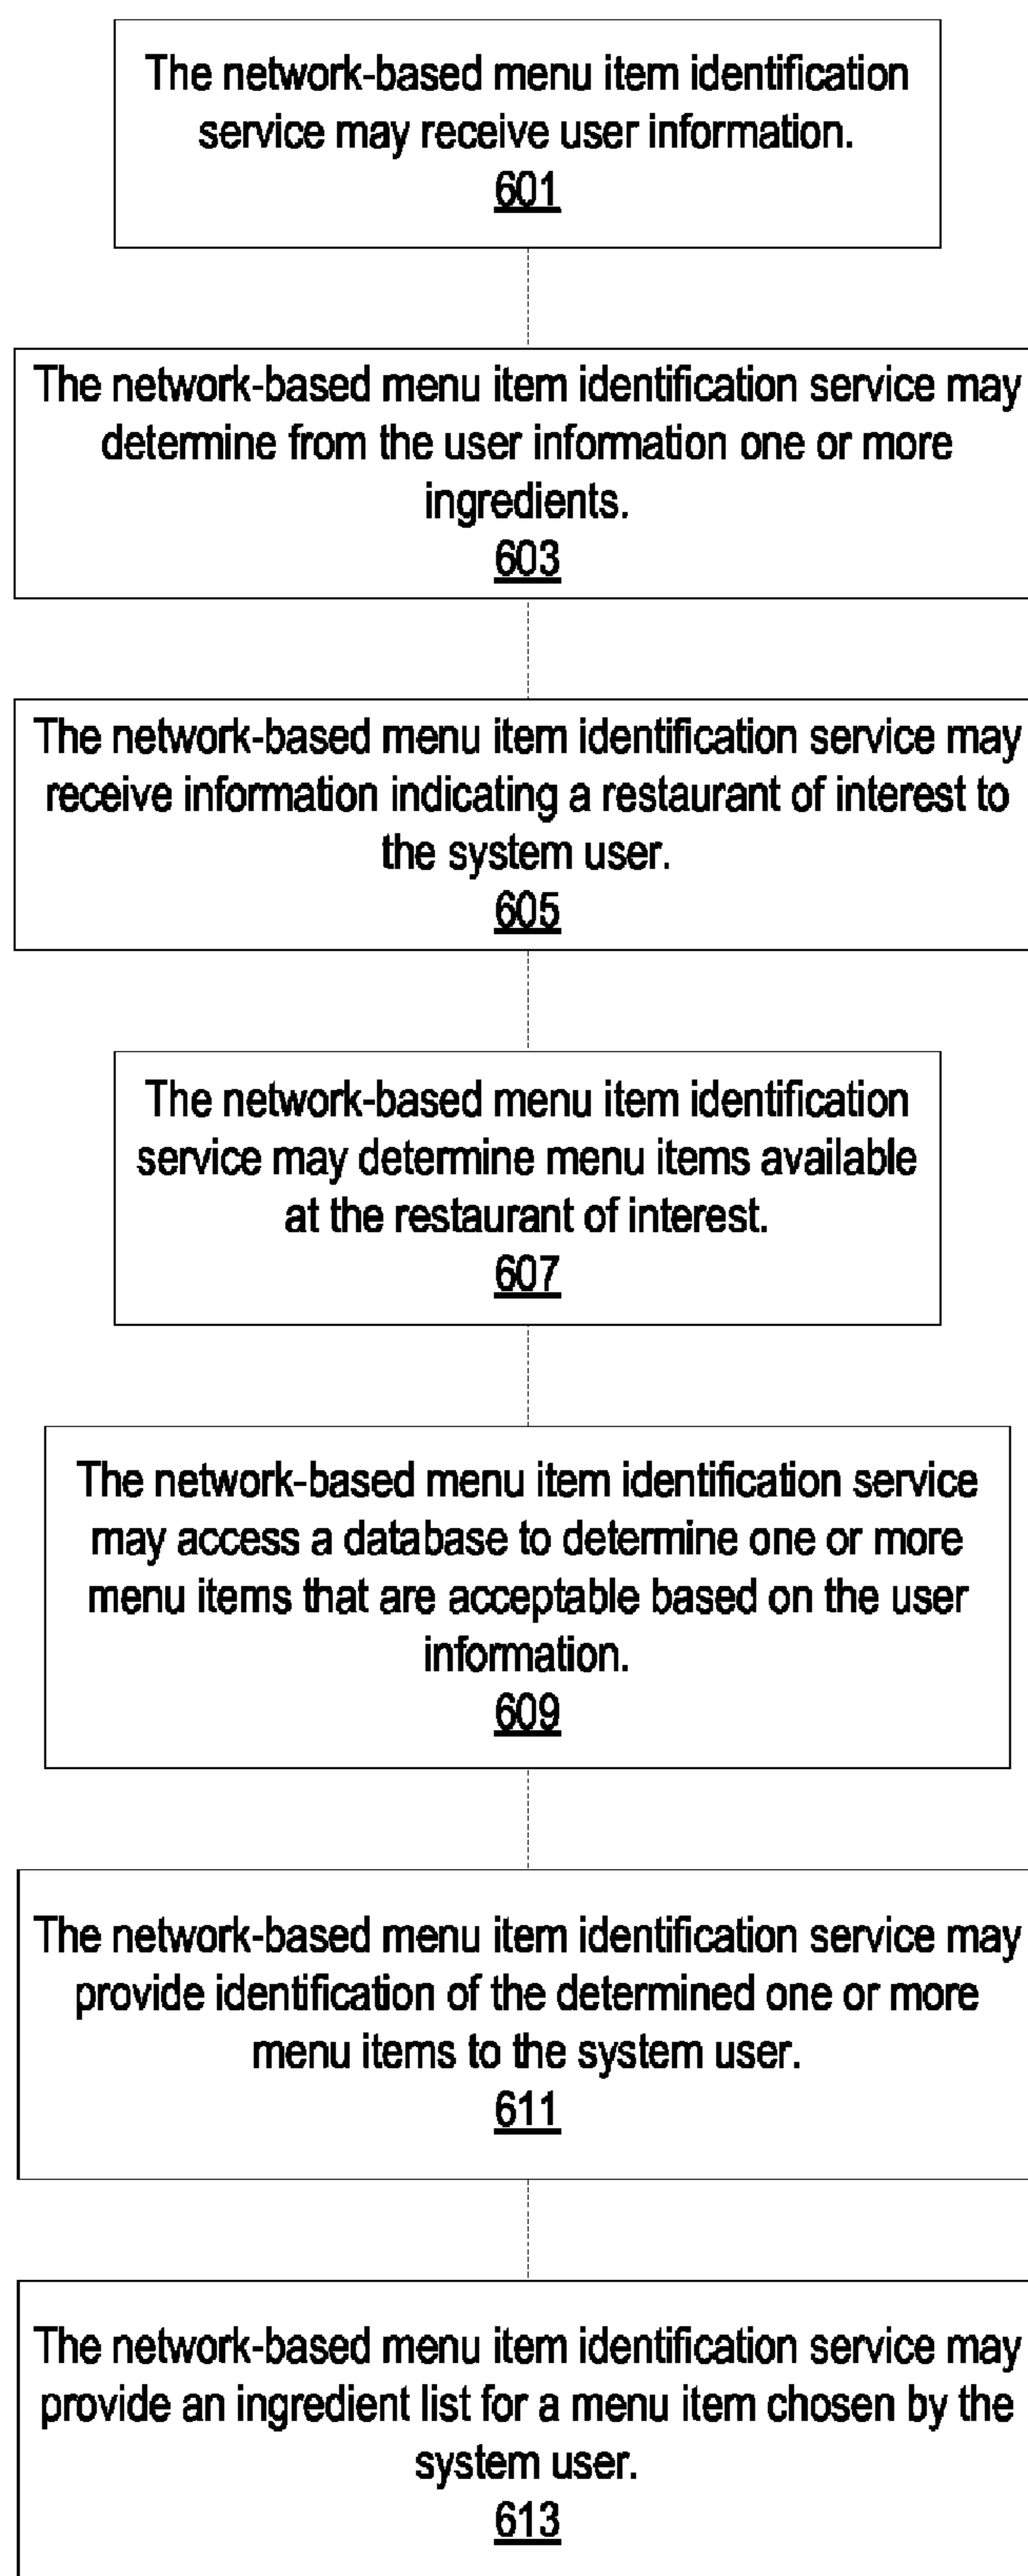 The network-based menu item identification
service may receive user information.
601
The network-based menu item identification service may
determine from the user information one or more
ingredients.
603
The network-based menu item identification service may
receive information indicating a restaurant of interest to
the system user.
605
The network-based menu item identification
service may determine menu items available
at the restaurant of interest.
607
The network-based menu item identification service
may access a database to determine one or more
menu items that are acceptable based on the user
information.
609
The network-based menu item identification service may
provide identification of the determined one or more
menu items to the system user.
611
The network-based menu item identification service may
provide an ingredient list for a menu item chosen by the
system user.
613